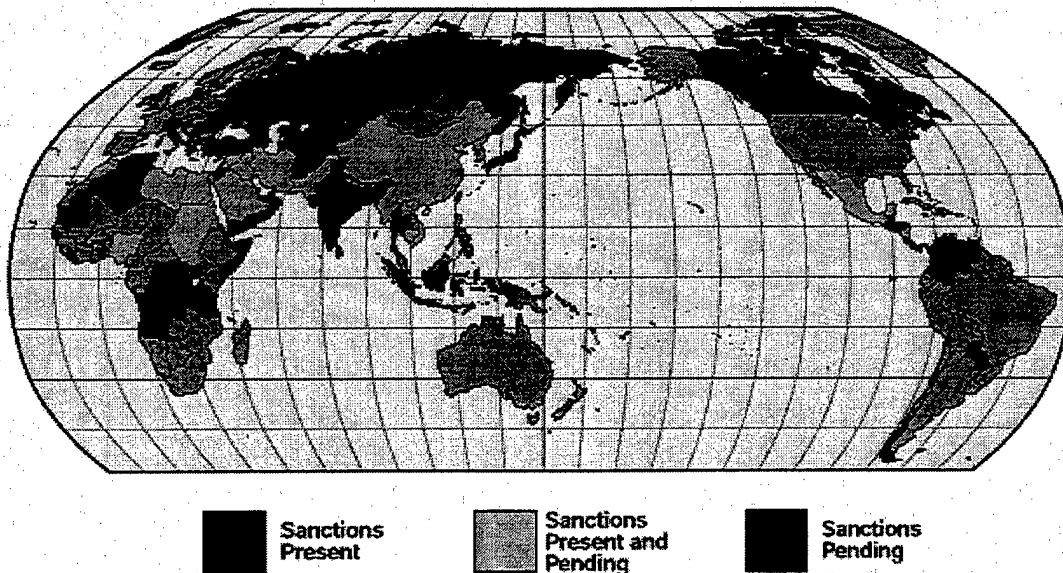 Sanctions
Present
Sanctions
Present and
Pending
Sanctions
Pending